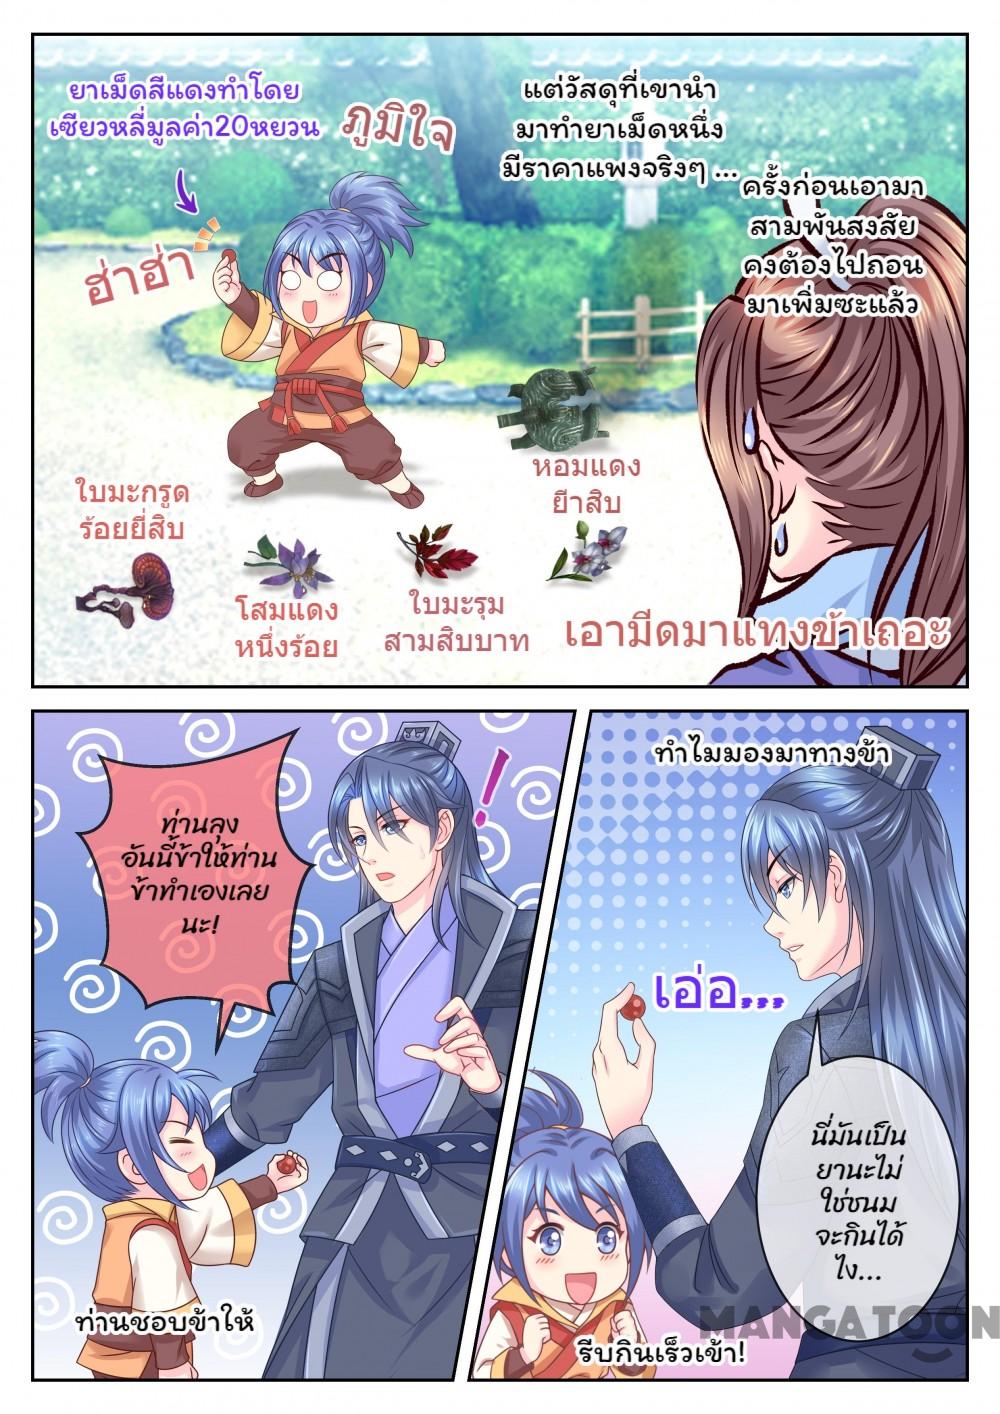 ยาเม็ดสีแดงทำโดย
เซียวหลี่มูลค่า20หยวน
ภูมิใจ
ฮ่าฮ่า
แต่วัสดุที่เขานำ
มาทำยาเม็ดหนึ่ง
มีราคาแพงจริงๆ ...
ครั้งก่อนเอามา
สามพันสงสัย
คงต้องไปถอน
มาเพิ่มซะแล้ว
หอมแดง
ยีาสิบ
ใบมะกรูด
ร้อยยี่สิบ
โสมแดง
หนึ่งร้อย
ใบมะรุม
สามสิบบาท
เอามีดมาแทงข้าเถอะ
ท่านลุง
อันนี้ข้าให้ท่าน
ข้าทำเองเลย
นะ!
!
ท่านชอบข้าให้
ทำไมมองมาทางข้า
เอ่อ...
นี่มันเป็น
ยานะไม่
ใช่ขนม
จะกินได้
ไง...
รีบกินเร็วเข้า!
MANGATOON